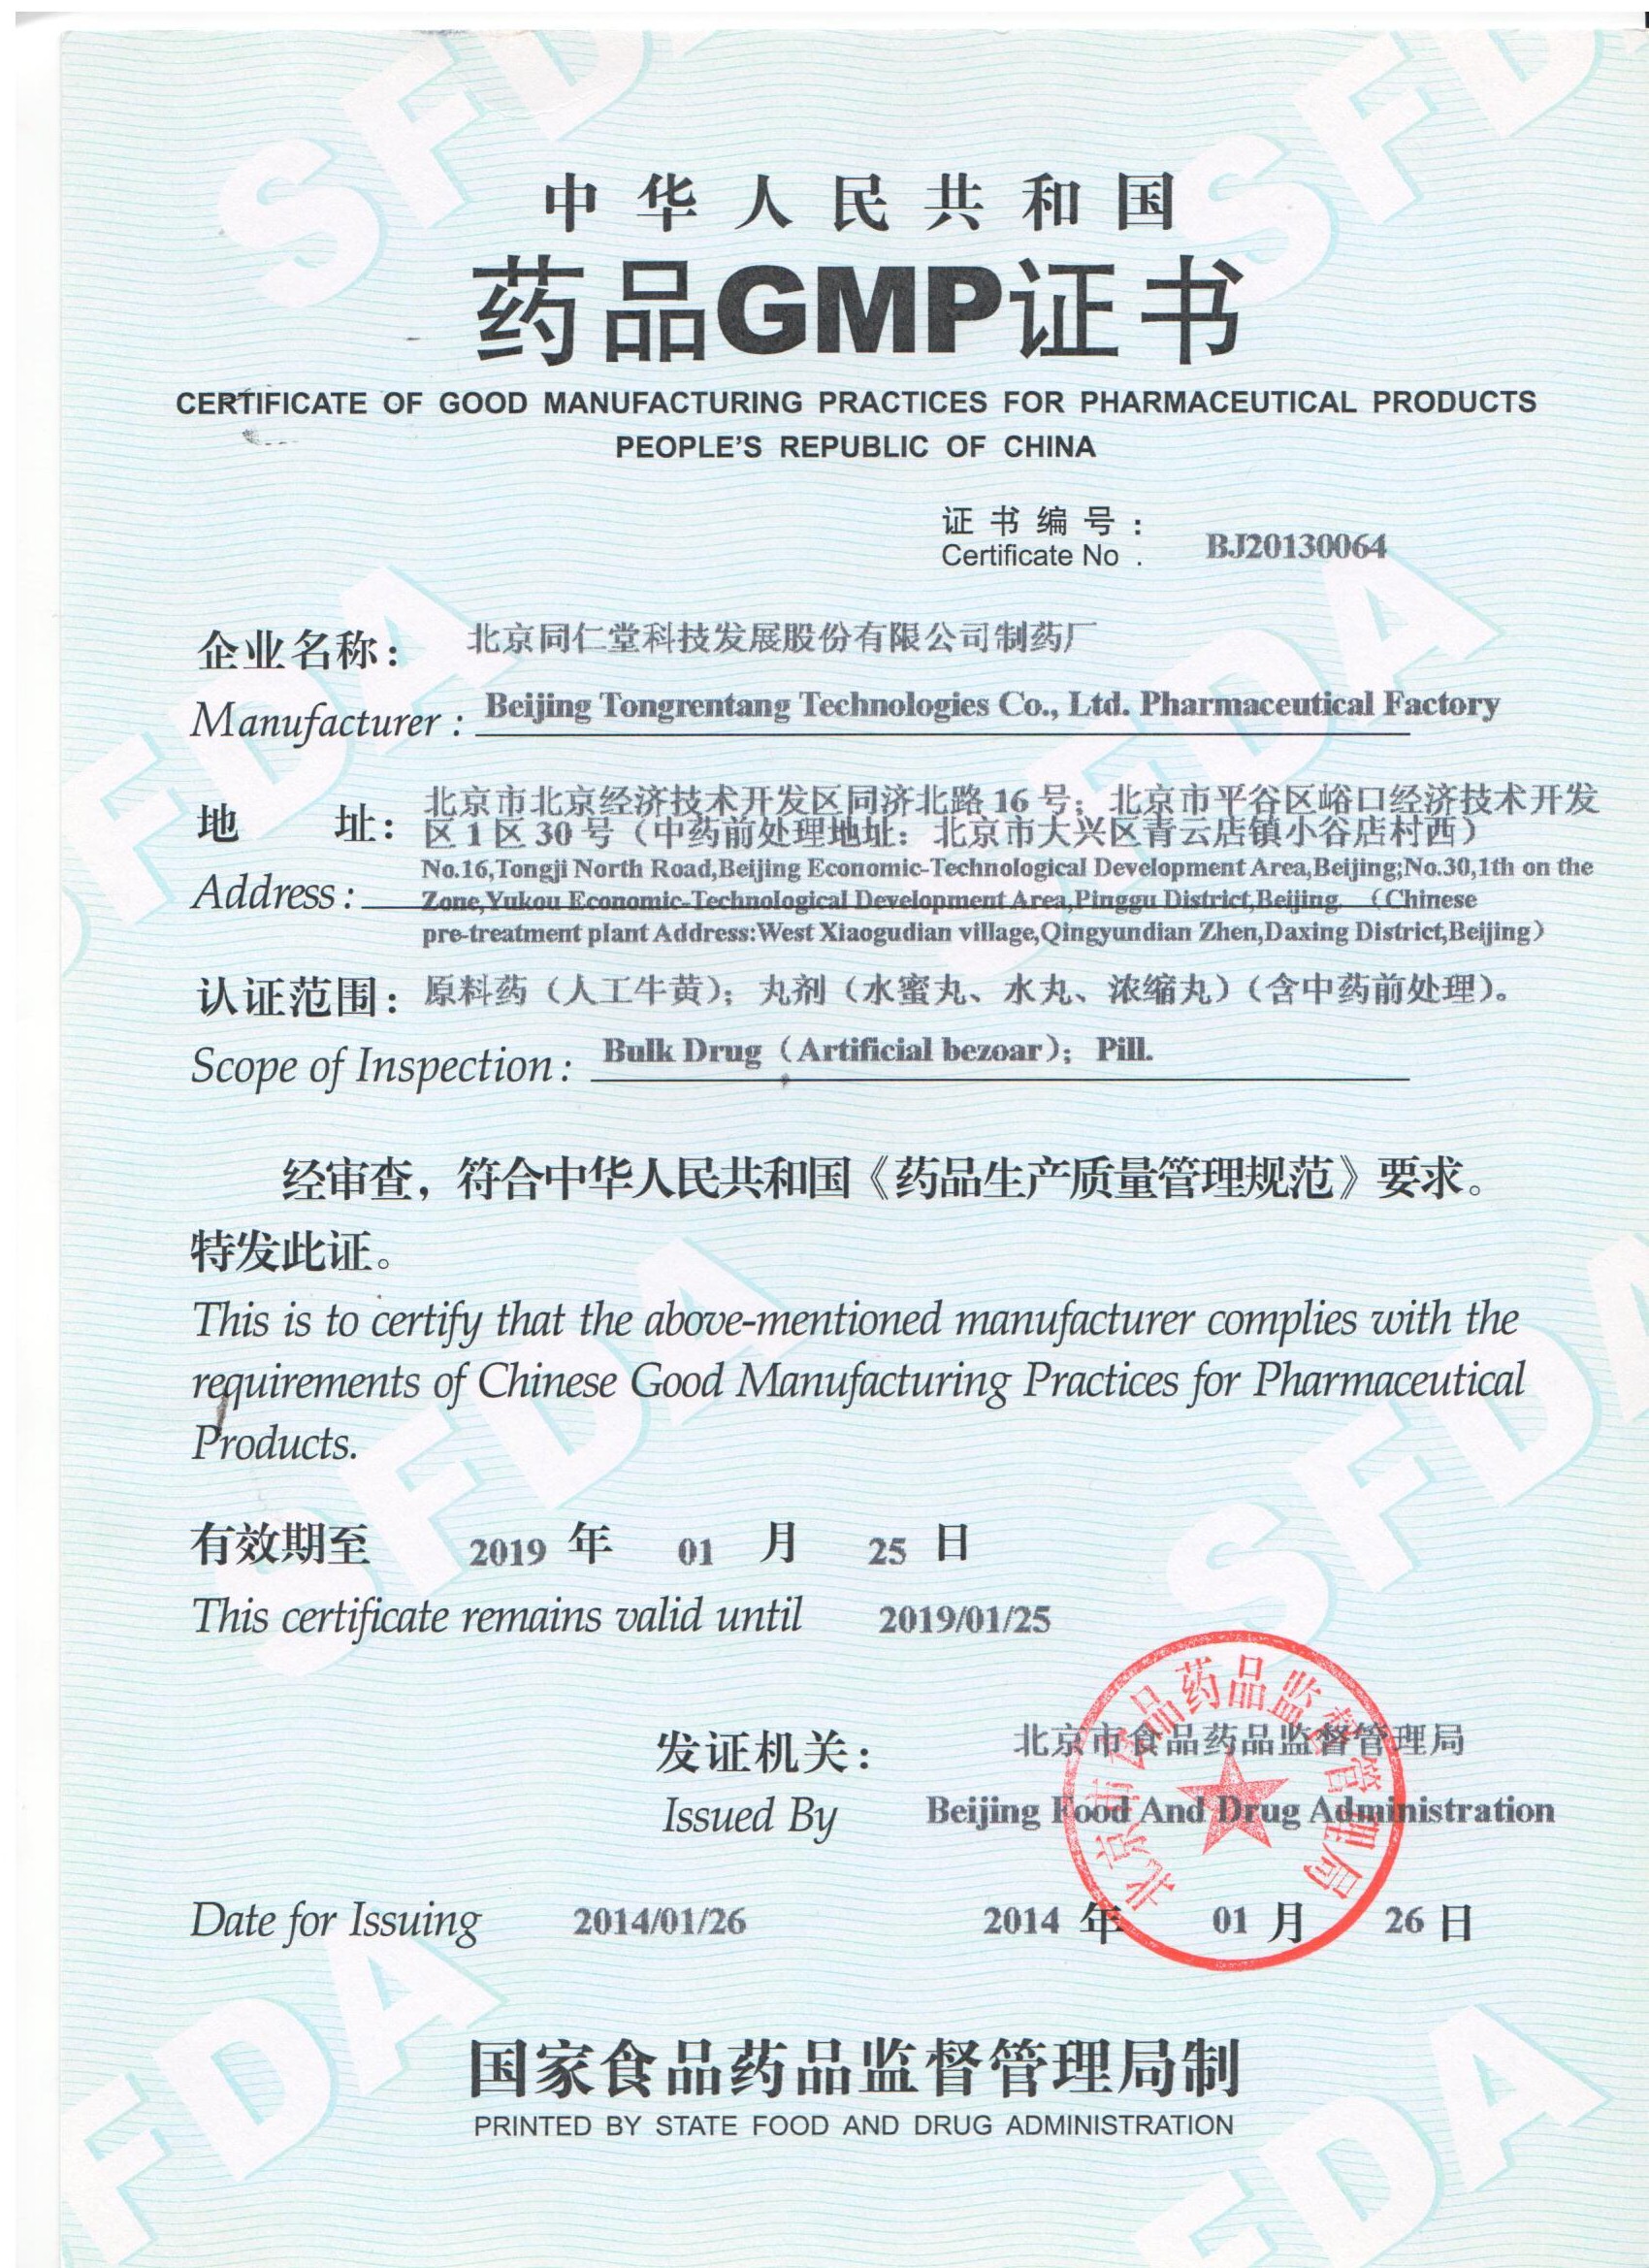 中华人民共和国
药品GMP证书
CERTIFICATE OF GOOD MANUFACTURING PRACTICES FOR PHARMACEUTICAL PRODUCTS
PEOPLE'S REPUBLIC OF CHINA
证书编号:
Certificate No . BJ20130064
企业名称: 北京同仁堂科技发展股份有限公司制药厂
Manufacturer: Beijing Tongrentang Technologies Co., Ltd. Pharmaceutical Factory
地 址: 北京市北京经济技术开发区同济北路16号;北京市平谷区峪口经济技术开发
区1区30号(中药前处理地址:北京市大兴区青云店镇小谷店村西)
No.16,Tongji North Road,Beijing Economic-Technological Development Area,Beijing;No.30,1th on the
Address: Zone,Yukou Economic-Technological Development Area,Pinggu District,Beijing.(Chinese
pre-treatment plant Address:West Xiaogudian village,Qingyundian Zhen,Daxing District,Beijing)
认证范围: 原料药(人工牛黄);丸剂(水蜜丸、水丸、浓缩丸)(含中药前处理)。
Scope of Inspection: Bulk Drug(Artificial bezoar);Pill.
经审查,符合中华人民共和国《药品生产质量管理规范》要求。
特发此证。
This is to certify that the above-mentioned manufacturer complies with the
requirements of Chinese Good Manufacturing Practices for Pharmaceutical
Products.
有效期至 2019 年 01 月 25 日
This certificate remains valid until 2019/01/25
发证机关: 北京市食品药品监督管理局
Issued By Beijing Food And Drug Administration
北京市食品药品监督管理局
Date for Issuing 2014/01/26 2014 年 01 月 26 日
国家食品药品监督管理局制
PRINTED BY STATE FOOD AND DRUG ADMINISTRATION
SFDA
SFDA
SFDA
SFDA
SFDA
SFDA
SFDA
SFDA